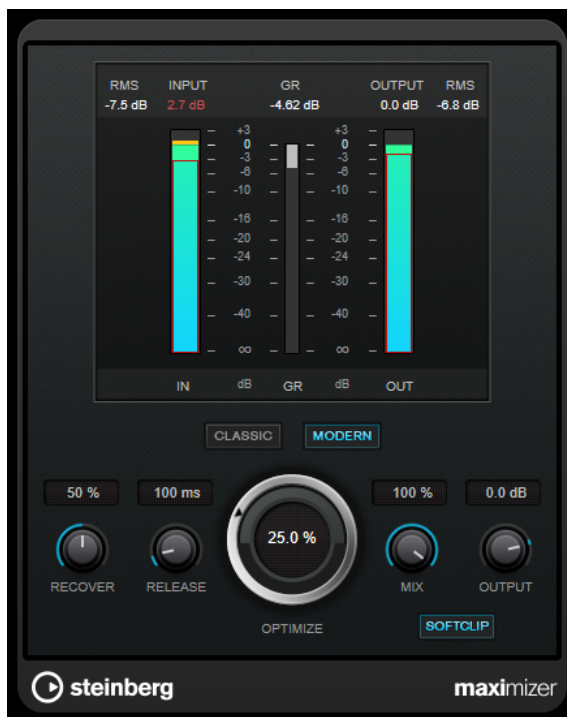 RMS INPUT GR OUTPUT RMS
-7.5 dB 2.7 dB -4.62 dB 0.0 dB -6.8 dB
+3 +3
0 0
-3 -3
-6 -6
-10 -10
-16 -16
-20 -20
-24 -24
-30 -30
-40 -40
∞ ∞
IN dB GR dB OUT
CLASSIC MODERN
50 % 100 ms 100 % 0.0 dB
25.0 %
RECOVER RELEASE MIX OUTPUT
OPTIMIZE SOFTCLIP
steinberg maximizer